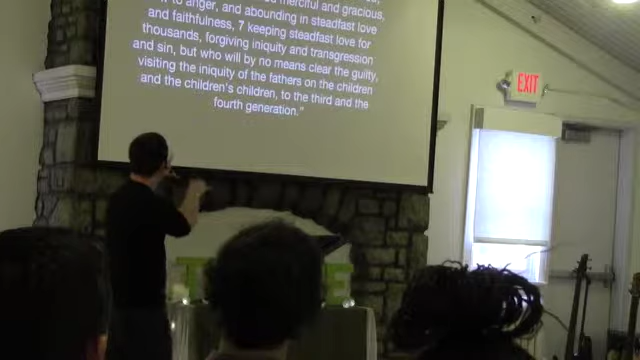 merciful and gracious,
to anger, and abounding in steadfast love
and faithfulness, 7 keeping steadfast love for
thousands, forgiving iniquity and transgression
and sin, but who will by no means clear the guilty,
visiting the iniquity of the fathers on the children
and the children's children, to the third and the
fourth generation."
EXIT
E